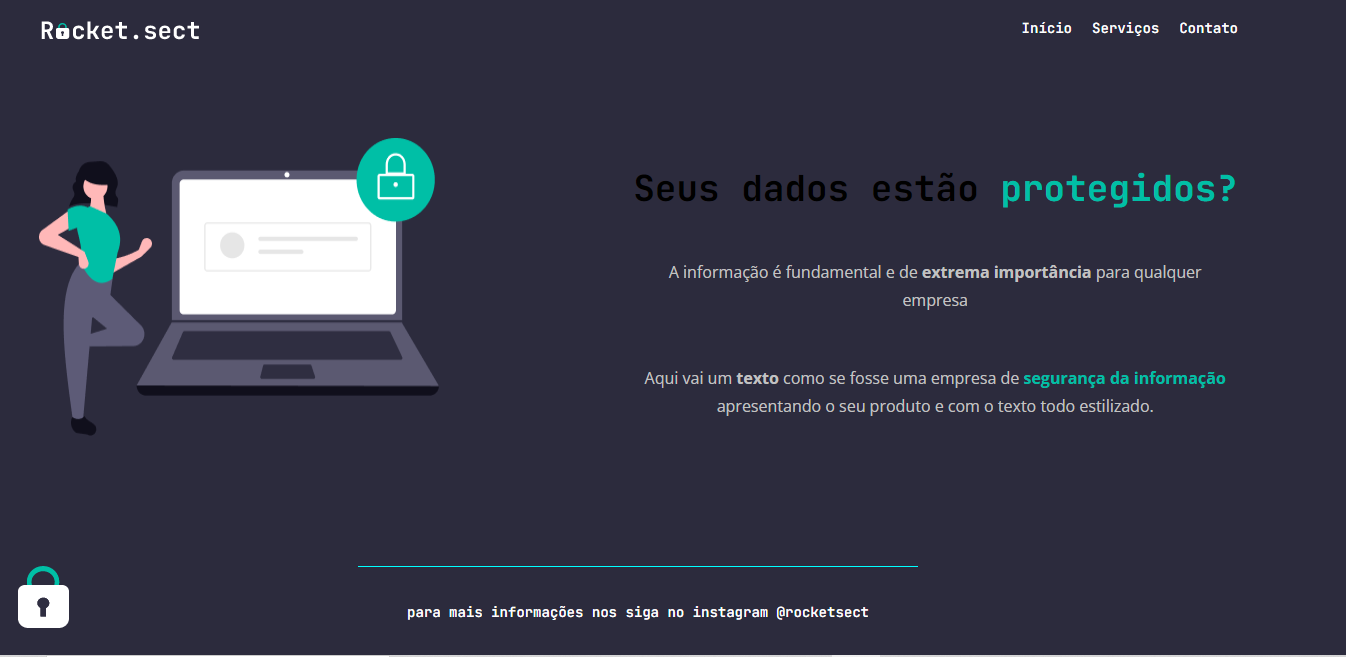 Rocket.sect
Início Serviços Contato
Seus dados estão protegidos?
A informação é fundamental e de extrema importância para qualquer
empresa
Aqui vai um texto como se fosse uma empresa de segurança da informação
apresentando o seu produto e com o texto todo estilizado.
para mais informações nos siga no instagram @rocketsect